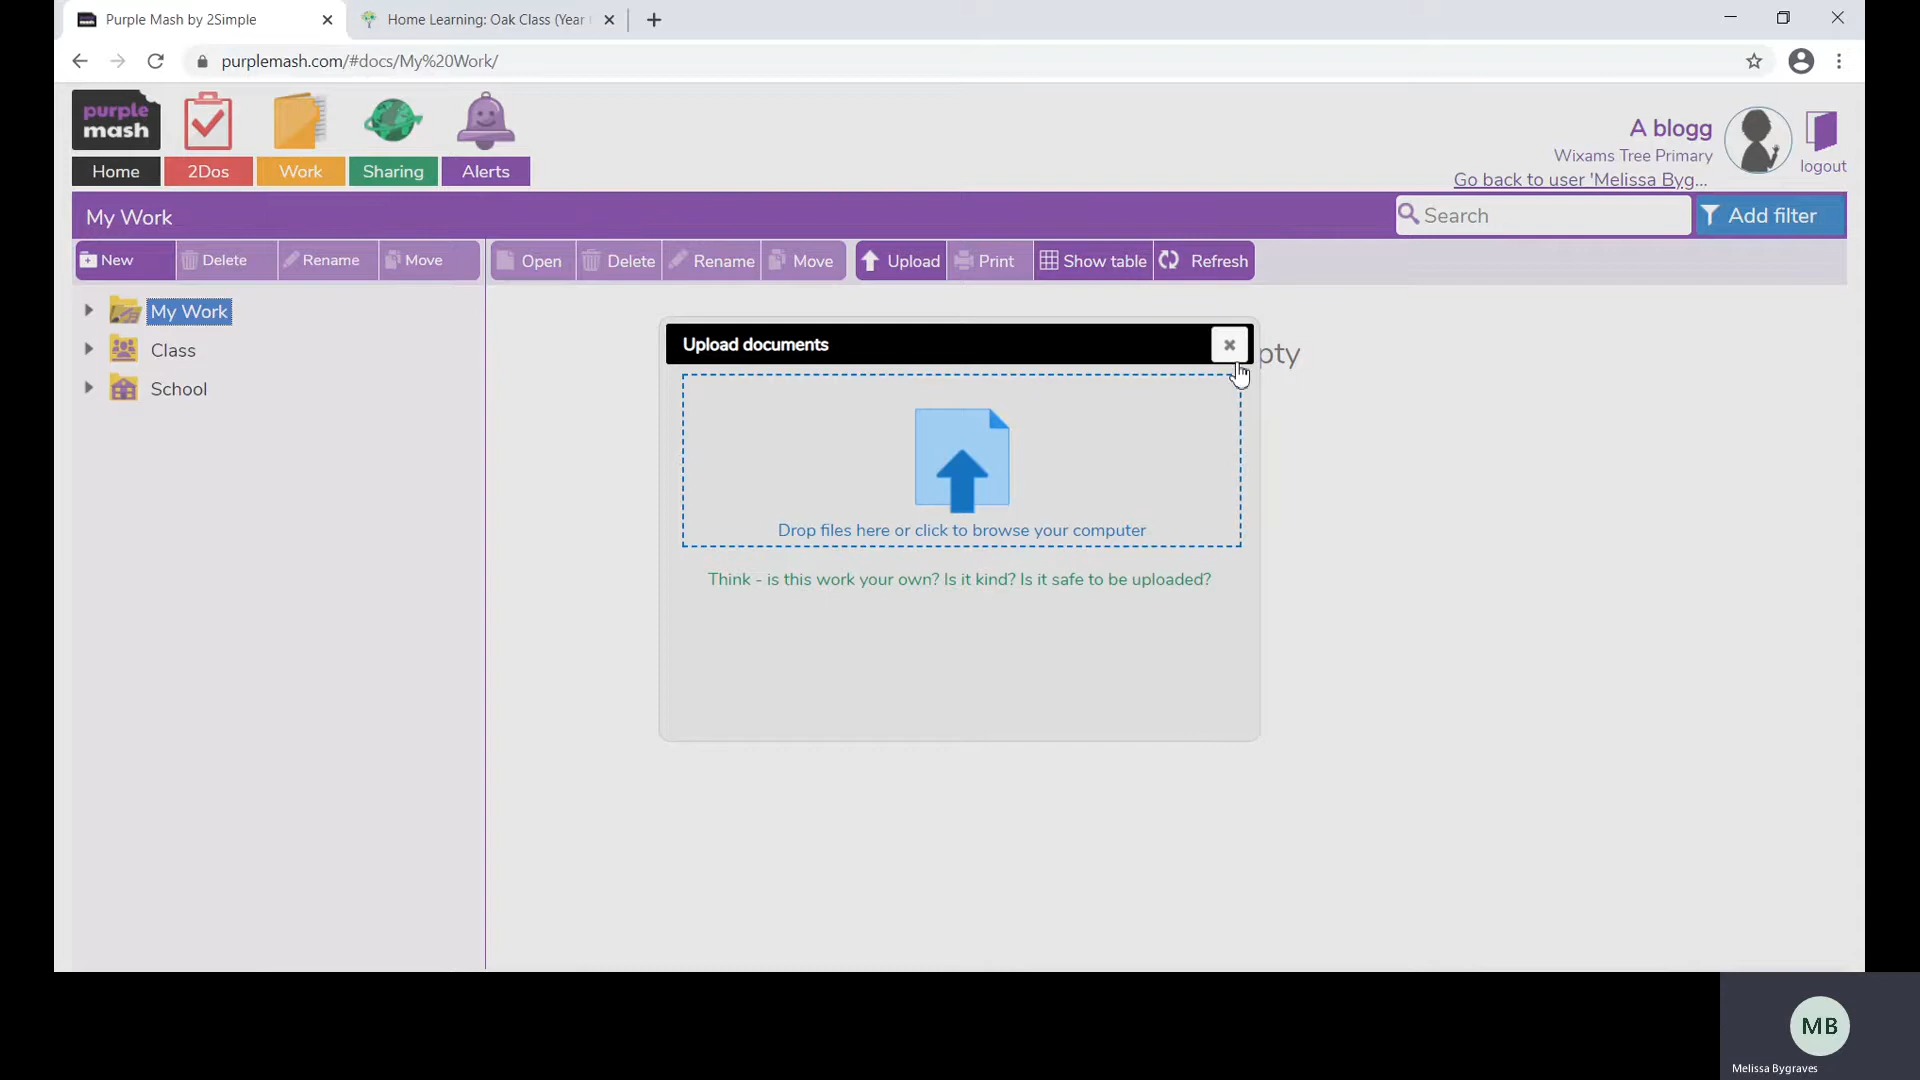 Purple Mash by 2Simple
Home Learning: Oak Class (Year
purplemash.com/#docs/My%20Work/
purple
mash
Home
2Dos
Work
Sharing
Alerts
A blogg
Wixams Tree Primary
Go back to user 'Melissa Byg...
logout
My Work
Search
Add filter
New
Delete
Rename
Move
Open
Delete
Rename
Move
Upload
Print
Show table
Refresh
My Work
Class
School
Upload documents
pty
Drop files here or click to browse your computer
Think - is this work your own? Is it kind? Is it safe to be uploaded?
MB
Melissa Bygraves